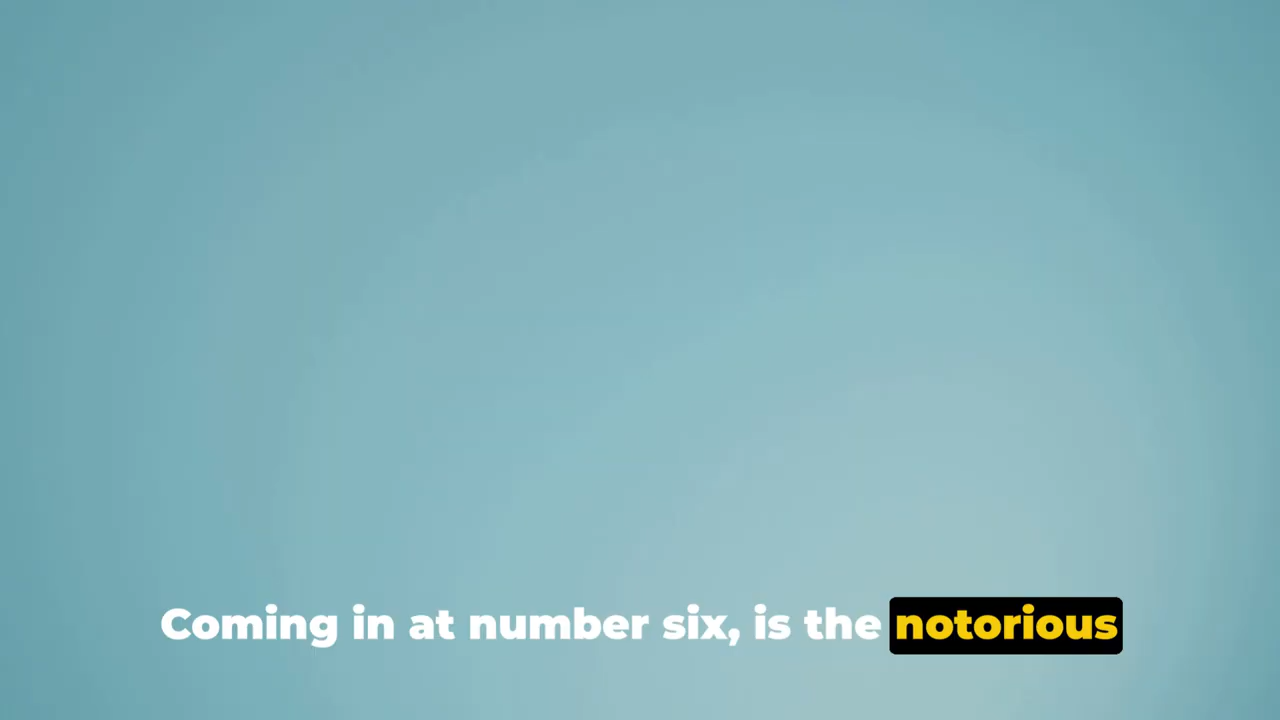 Coming in at number six, is the notorious